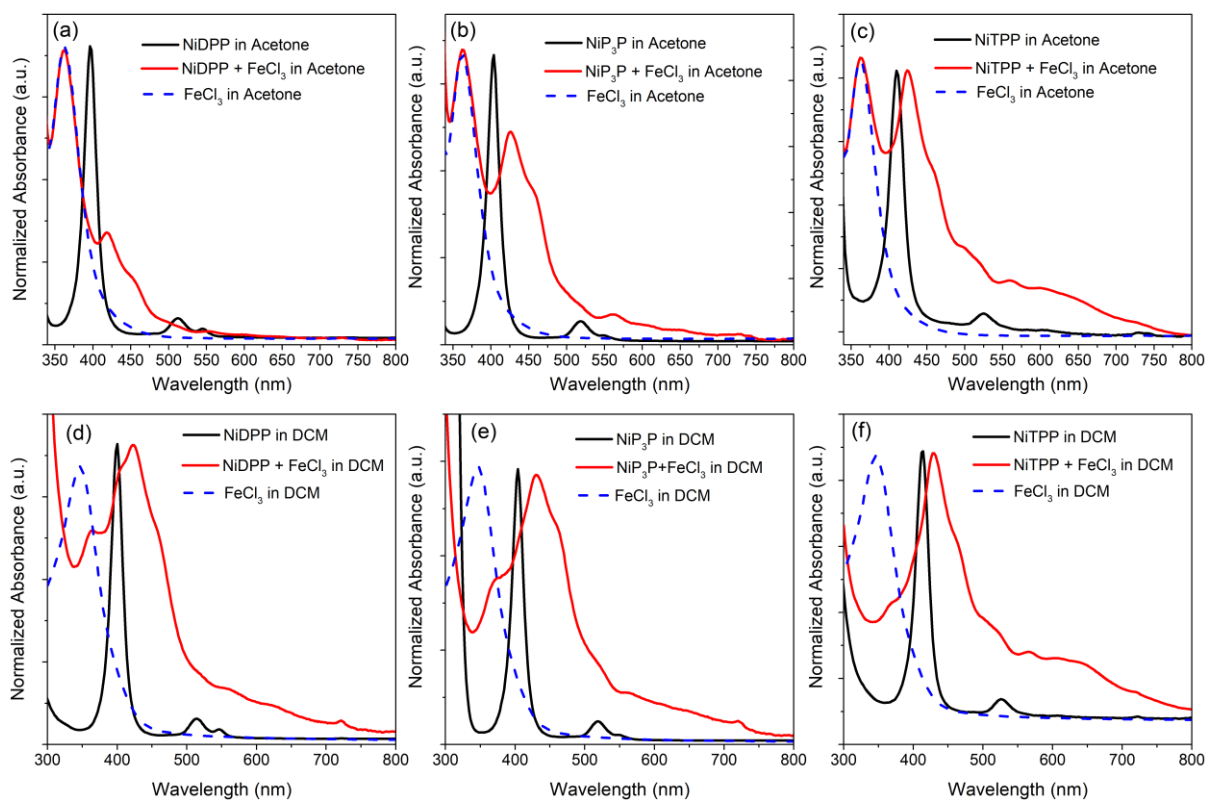 (a)
NiDPP in Acetone
NiDPP + FeCl₃ in Acetone
FeCl₃ in Acetone
Normalized Absorbance (a.u.)
350 400 450 500 550 600 650 700 750 800
Wavelength (nm)
(b)
NiP₃P in Acetone
NiP₃P + FeCl₃ in Acetone
FeCl₃ in Acetone
Normalized Absorbance (a.u.)
350 400 450 500 550 600 650 700 750 800
Wavelength (nm)
(c)
NiTPP in Acetone
NiTPP + FeCl₃ in Acetone
FeCl₃ in Acetone
Normalized Absorbance (a.u.)
350 400 450 500 550 600 650 700 750 800
Wavelength (nm)
(d)
NiDPP in DCM
NiDPP + FeCl₃ in DCM
FeCl₃ in DCM
Normalized Absorbance (a.u.)
300 400 500 600 700 800
Wavelength (nm)
(e)
NiP₃P in DCM
NiP₃P+FeCl₃ in DCM
FeCl₃ in DCM
Normalized Absorbance (a.u.)
300 400 500 600 700 800
Wavelength (nm)
(f)
NiTPP in DCM
NiTPP + FeCl₃ in DCM
FeCl₃ in DCM
Normalized Absorbance (a.u.)
300 400 500 600 700 800
Wavelength (nm)